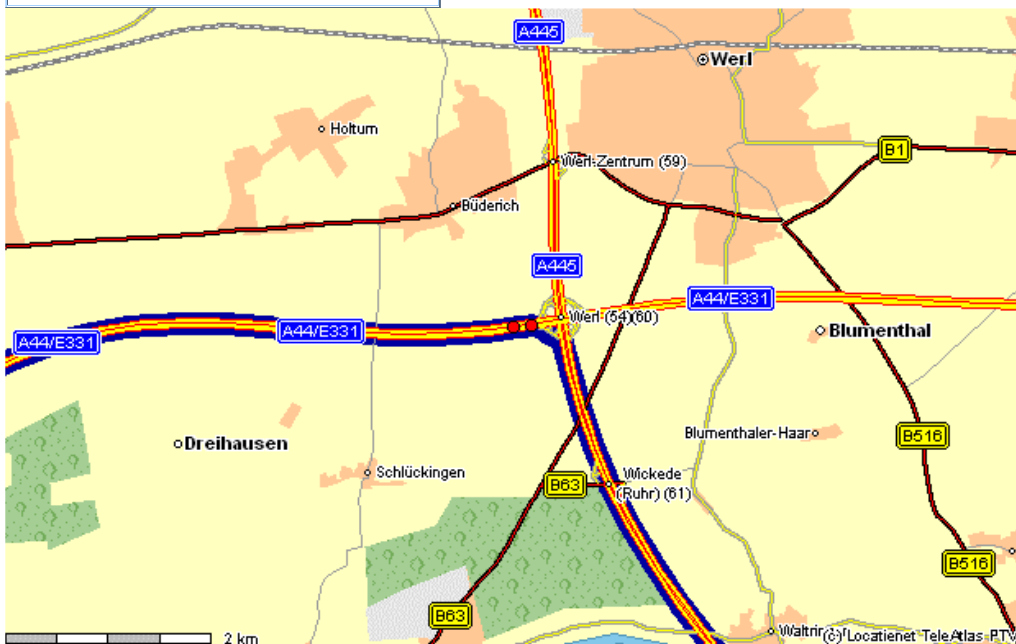 A445
Werl
Holtum
B1
Werl-Zentrum (59)
Büderich
A445
A44/E331
Werl (54)(60)
A44/E331
A44/E331
Blumenthal
Dreihausen
Blumenthaler-Haar
B516
Schlückingen
Wickede
(Ruhr) (61)
B63
B516
B63
2 km
(c) Locatienet TeleAtlas PTV